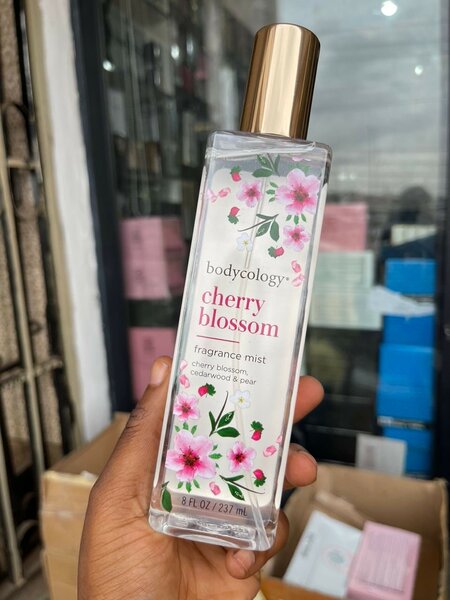 bodycology®
cherry
blossom
fragrance mist
cherry blossom,
cedarwood & pear
8 FL OZ / 237 mL